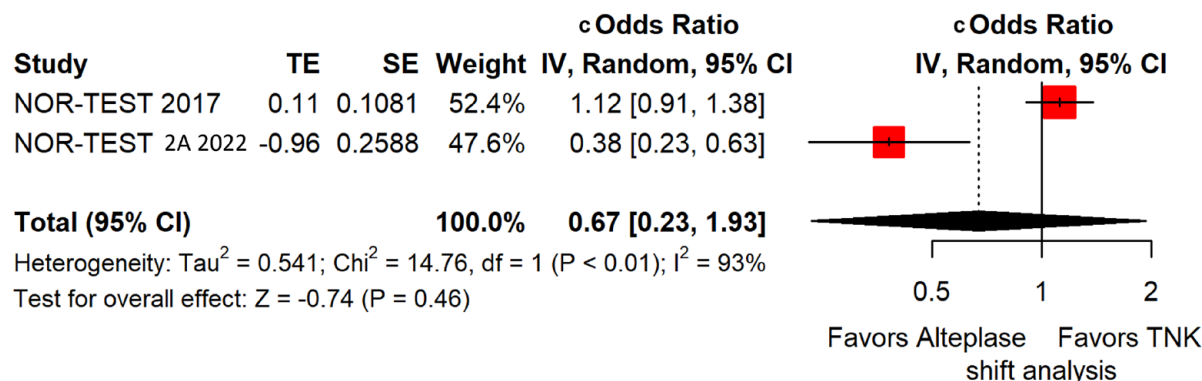 c Odds Ratio c Odds Ratio
Study TE SE Weight IV, Random, 95% CI IV, Random, 95% CI
NOR-TEST 2017 0.11 0.1081 52.4% 1.12 [0.91, 1.38]
NOR-TEST 2A 2022 -0.96 0.2588 47.6% 0.38 [0.23, 0.63]
Total (95% CI) 100.0% 0.67 [0.23, 1.93]
Heterogeneity: Tau² = 0.541; Chi² = 14.76, df = 1 (P < 0.01); I² = 93%
Test for overall effect: Z = -0.74 (P = 0.46)
0.5 1 2
Favors Alteplase Favors TNK
shift analysis